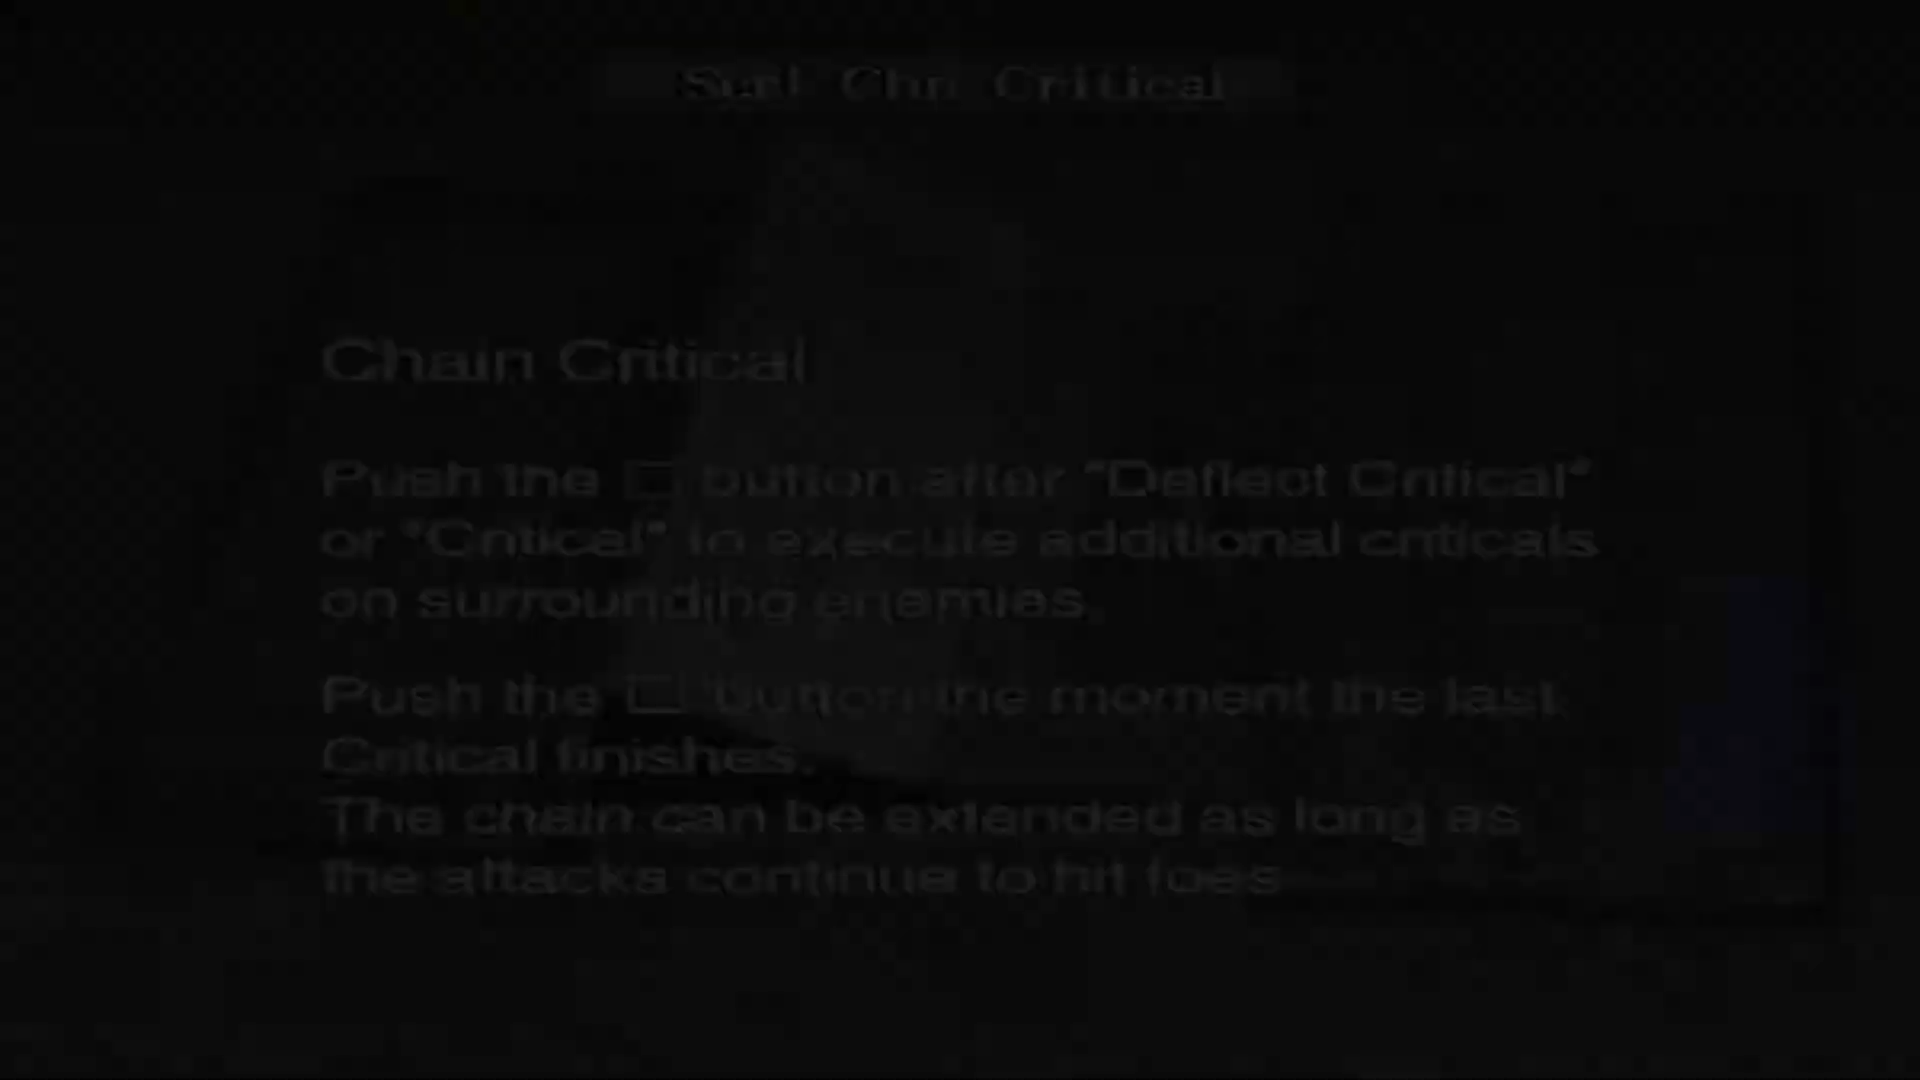 Critical
Chain Critical
Push the □ button after "Deflect Critical"
or "Critical" to execute additional criticals
on surrounding enemies.
Push the □ button the moment the last
Critical finishes.
The chain can be extended as long as
the attacks continue to hit foes